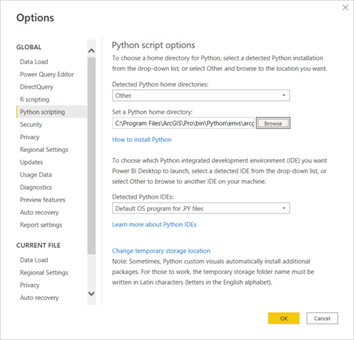 Options
GLOBAL
Data Load
Power Query Editor
DirectQuery
R scripting
Python scripting
Security
Privacy
Regional Settings
Updates
Usage Data
Diagnostics
Preview features
Auto recovery
Report settings
CURRENT FILE
Data Load
Regional Settings
Privacy
Auto recovery
Python script options
To choose a home directory for Python, select a detected Python installation
from the drop-down list, or select Other and browse to the location you want.
Detected Python home directories:
Other
Set a Python home directory:
C:\Program Files\ArcGIS\Pro\bin\Python\envs\arcg
Browse
How to install Python
To choose which Python integrated development environment (IDE) you want
Power BI Desktop to launch, select a detected IDE from the drop-down list, or
select Other to browse to another IDE on your machine.
Detected Python IDEs:
Default OS program for .PY files
Learn more about Python IDEs
Change temporary storage location
Note: Sometimes, Python custom visuals automatically install additional
packages. For those to work, the temporary storage folder name must be
written in Latin characters (letters in the English alphabet).
OK
Cancel